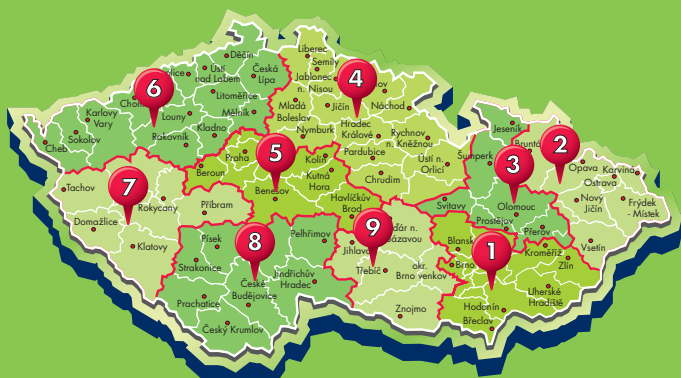 Děčín
Liberec
Semily
Ústí
nad Labem
Česká
Lípa
Jablonec
n. Nisou
4
6
Litoměřice
Mladá
Boleslav
Jičín
Náchod
Karlovy
Vary
Louny
Mělník
Kladno
Nymburk
Hradec
Králové
Rychnov
n. Kněžnou
Jeseník
Cheb
Sokolov
Rakovník
Praha
5
Kolín
Pardubice
Ústí n.
Orlicí
Šumperk
3
2
Opava
Karviná
Ostrava
Beroun
Kutná
Hora
Chrudim
Tachov
7
Rokycany
Benešov
Příbram
Havlíčkův
Brod
Svitavy
Olomouc
Nový
Jičín
Frýdek
- Místek
Domažlice
Prostějov
Přerov
Klatovy
Písek
8
Pelhřimov
9
Jihlava
Blansko
1
Kroměříž
Vsetín
Zlín
Strakonice
Třebíč
okr.
Brno venkov
Brno
Prachatice
České
Budějovice
Jindřichův
Hradec
Uherské
Hradiště
Český Krumlov
Znojmo
Hodonín
Břeclav